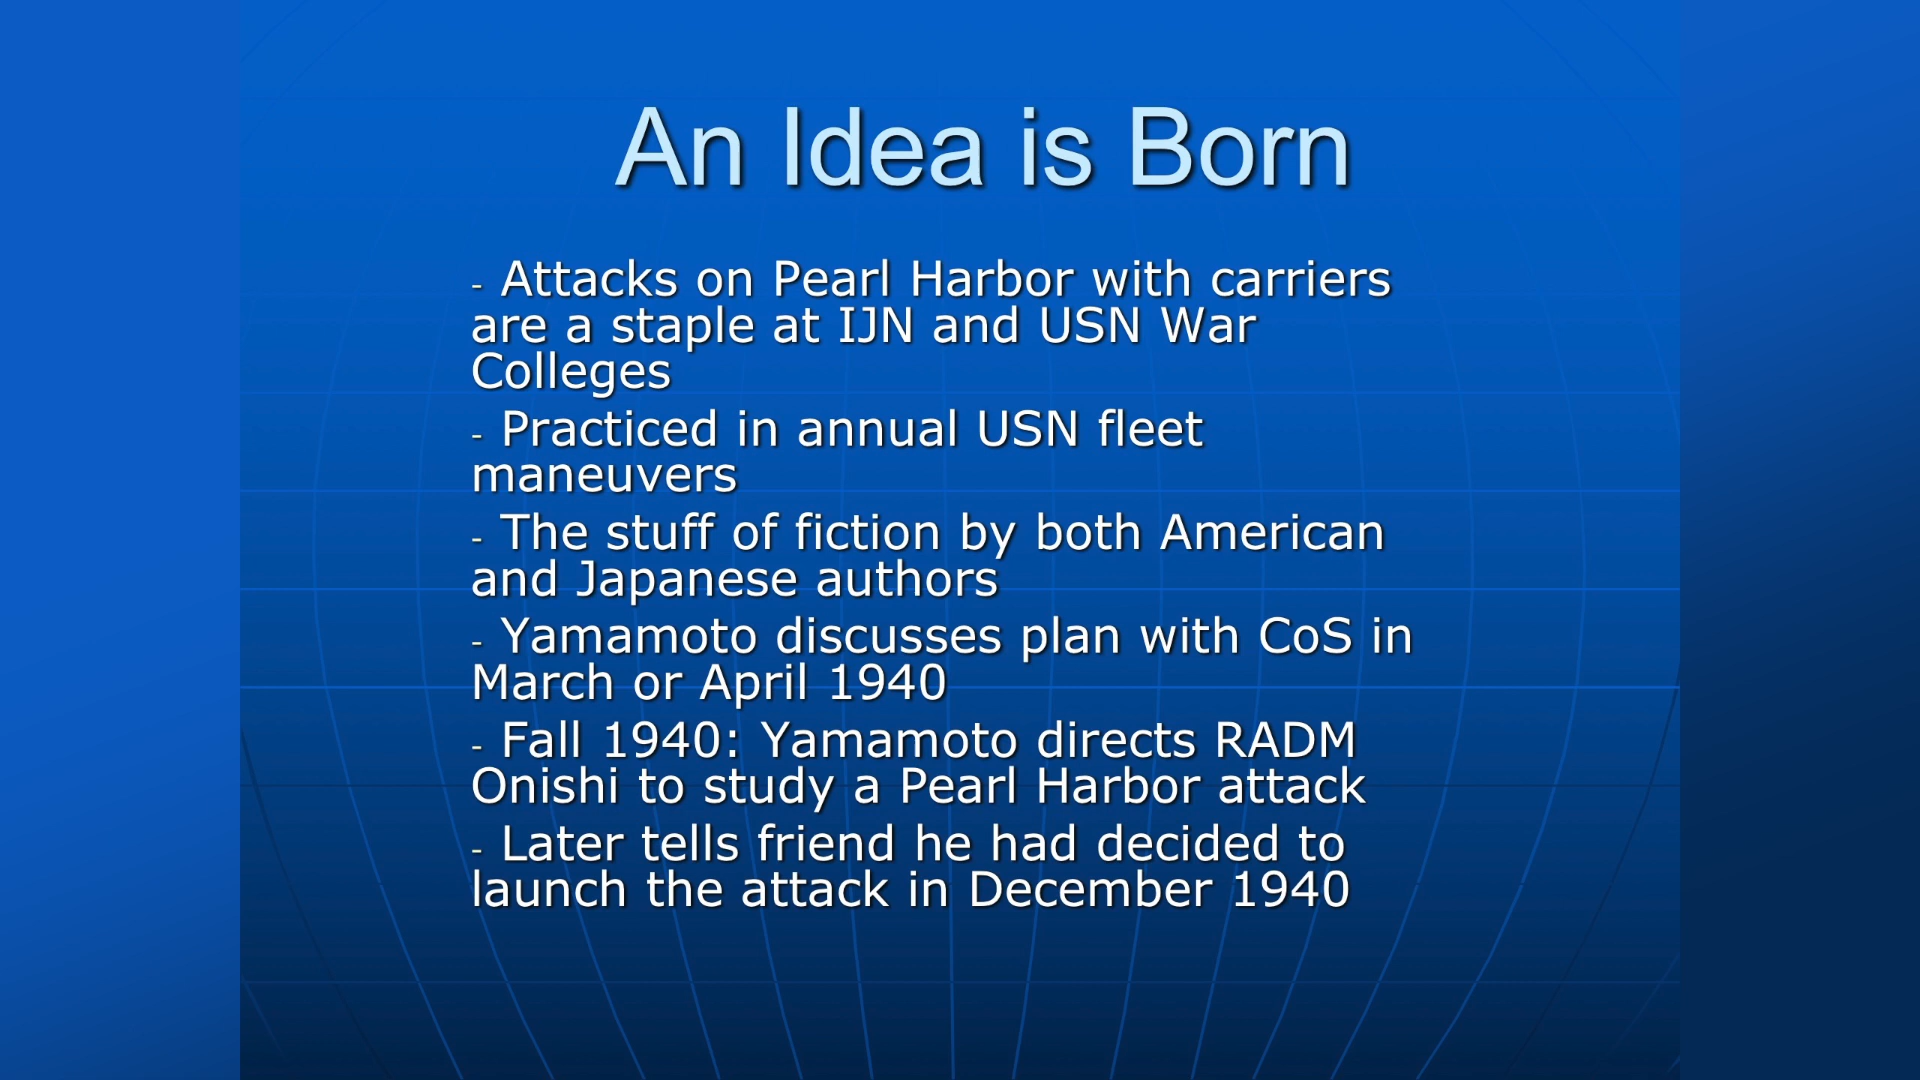 An Idea is Born
- Attacks on Pearl Harbor with carriers
are a staple at IJN and USN War
Colleges
- Practiced in annual USN fleet
maneuvers
- The stuff of fiction by both American
and Japanese authors
- Yamamoto discusses plan with CoS in
March or April 1940
- Fall 1940: Yamamoto directs RADM
Onishi to study a Pearl Harbor attack
- Later tells friend he had decided to
launch the attack in December 1940